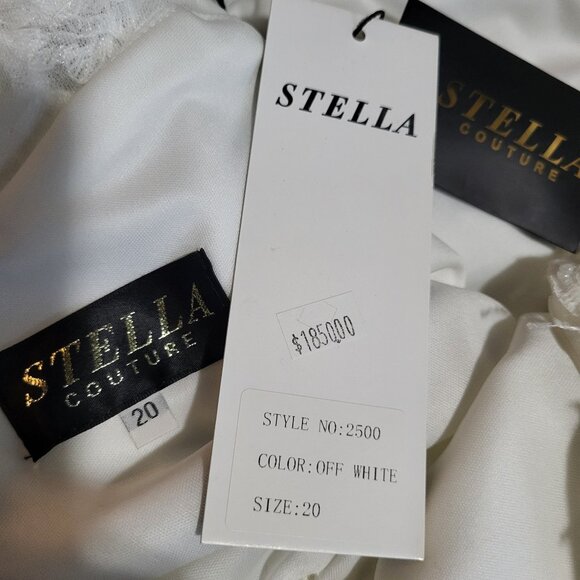 STELLA
$1850.00
STYLE NO:2500
COLOR:OFF WHITE
SIZE:20
STELLA
COUTURE
20
STELLA
COUTURE